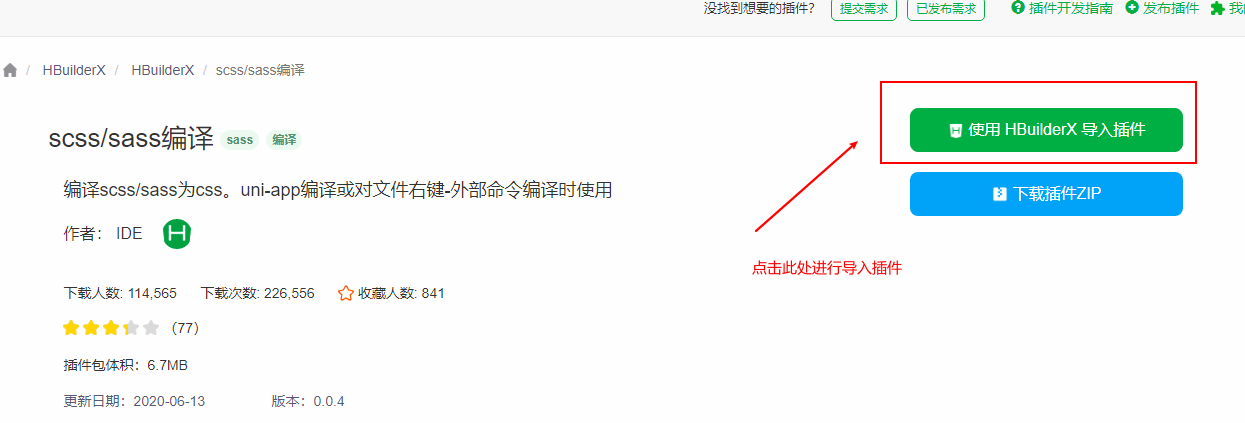 没找到想要的插件? 提交需求 已发布需求 插件开发指南 发布插件 我
/ HBuilderX / HBuilderX / scss/sass编译
使用 HBuilderX 导入插件
scss/sass编译 sass 编译
编译scss/sass为css。uni-app编译或对文件右键-外部命令编译时使用
下载插件ZIP
作者： IDE
点击此处进行导入插件
下载人数: 114,565 下载次数: 226,556 收藏人数: 841
（77）
插件包体积：6.7MB
更新日期：2020-06-13 版本：0.0.4